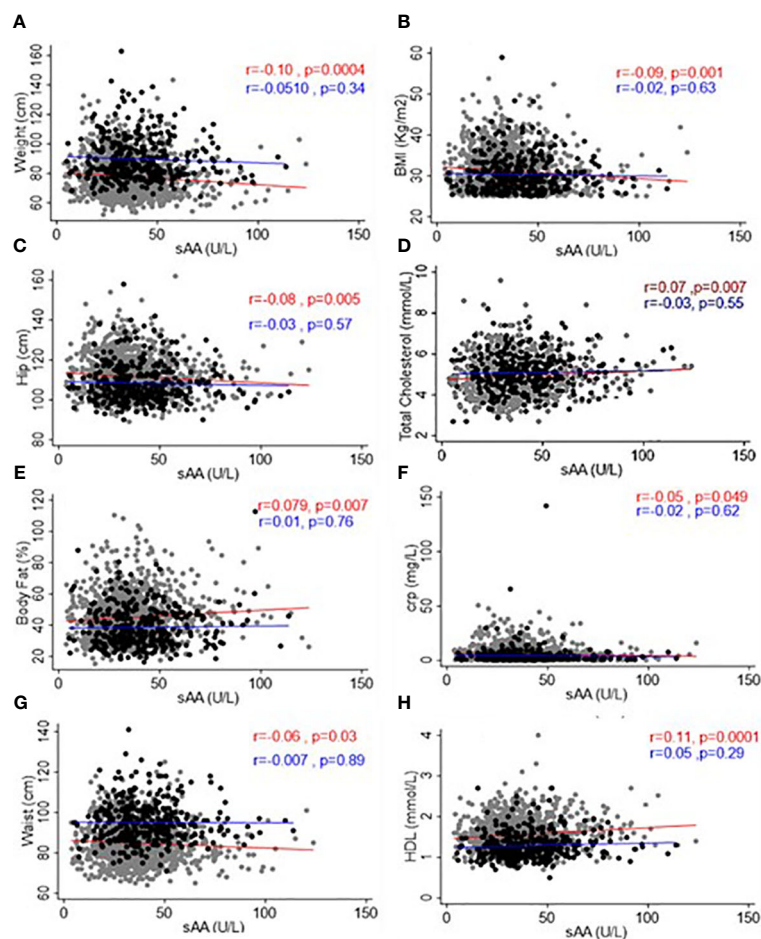 A
Weight (cm)
160
140
120
100
80
60
r=-0.10 , p=0.0004
r=-0.0510 , p=0.34
0 50 100 150
sAA (U/L)
B
BMI (Kg/m2)
60
50
40
30
20
r=-0.09, p=0.001
r=-0.02, p=0.63
0 50 100 150
sAA (U/L)
C
Hip (cm)
160
140
120
100
80
r=-0.08 , p=0.005
r=-0.03 , p=0.57
0 50 100 150
sAA (U/L)
D
Total Cholesterol (mmol/L)
10
8
6
4
2
r=0.07 ,p=0.007
r=-0.03, p=0.55
0 50 100 150
sAA (U/L)
E
Body Fat (%)
120
100
80
60
40
20
r=0.079, p=0.007
r=0.01, p=0.76
0 50 100 150
sAA (U/L)
F
crp (mg/L)
150
100
50
0
r=-0.05 , p=0.049
r=-0.02 , p=0.62
0 50 100 150
sAA (U/L)
G
Waist (cm)
140
120
100
80
60
r=-0.06 , p=0.03
r=-0.007 , p=0.89
0 50 100 150
sAA (U/L)
H
HDL (mmol/L)
4
3
2
1
0
r=0.11, p=0.0001
r=0.05 , p=0.29
0 50 100 150
sAA (U/L)